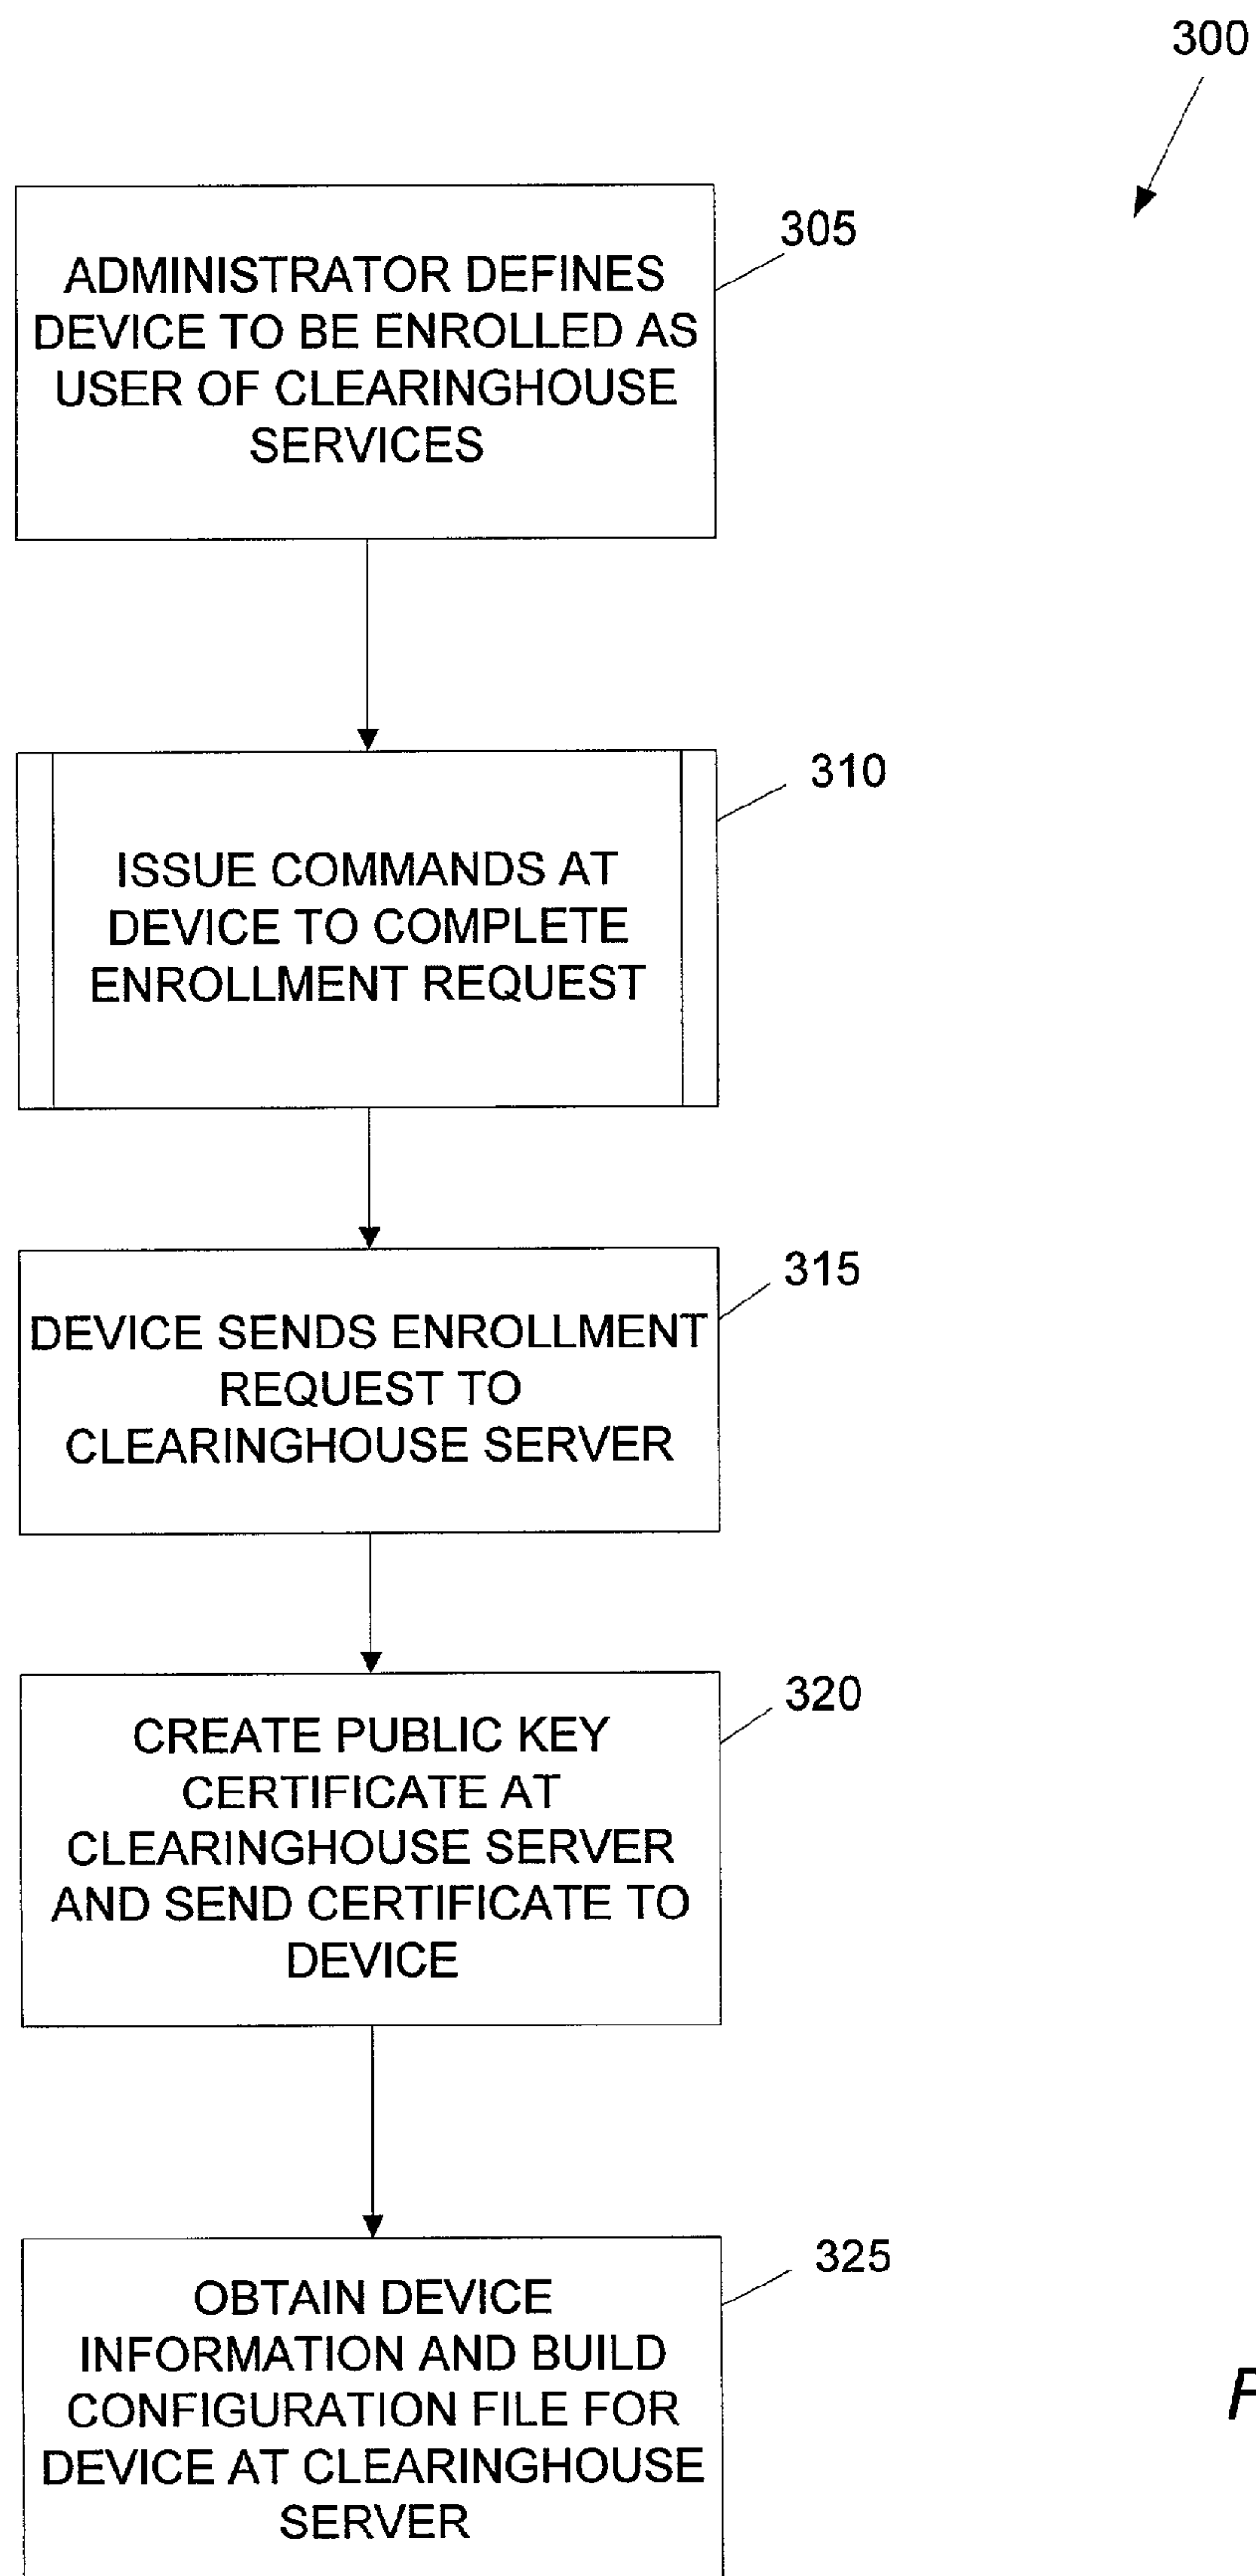 300
305
ADMINISTRATOR DEFINES
DEVICE TO BE ENROLLED AS
USER OF CLEARINGHOUSE
SERVICES
310
ISSUE COMMANDS AT
DEVICE TO COMPLETE
ENROLLMENT REQUEST
315
DEVICE SENDS ENROLLMENT
REQUEST TO
CLEARINGHOUSE SERVER
320
CREATE PUBLIC KEY
CERTIFICATE AT
CLEARINGHOUSE SERVER
AND SEND CERTIFICATE TO
DEVICE
325
OBTAIN DEVICE
INFORMATION AND BUILD
CONFIGURATION FILE FOR
DEVICE AT CLEARINGHOUSE
SERVER